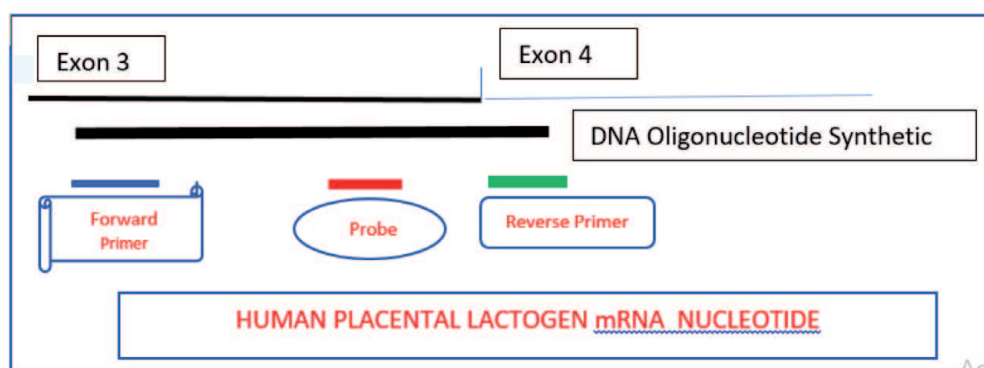 Exon 3
Exon 4
DNA Oligonucleotide Synthetic
Forward
Primer
Probe
Reverse Primer
HUMAN PLACENTAL LACTOGEN mRNA NUCLEOTIDE